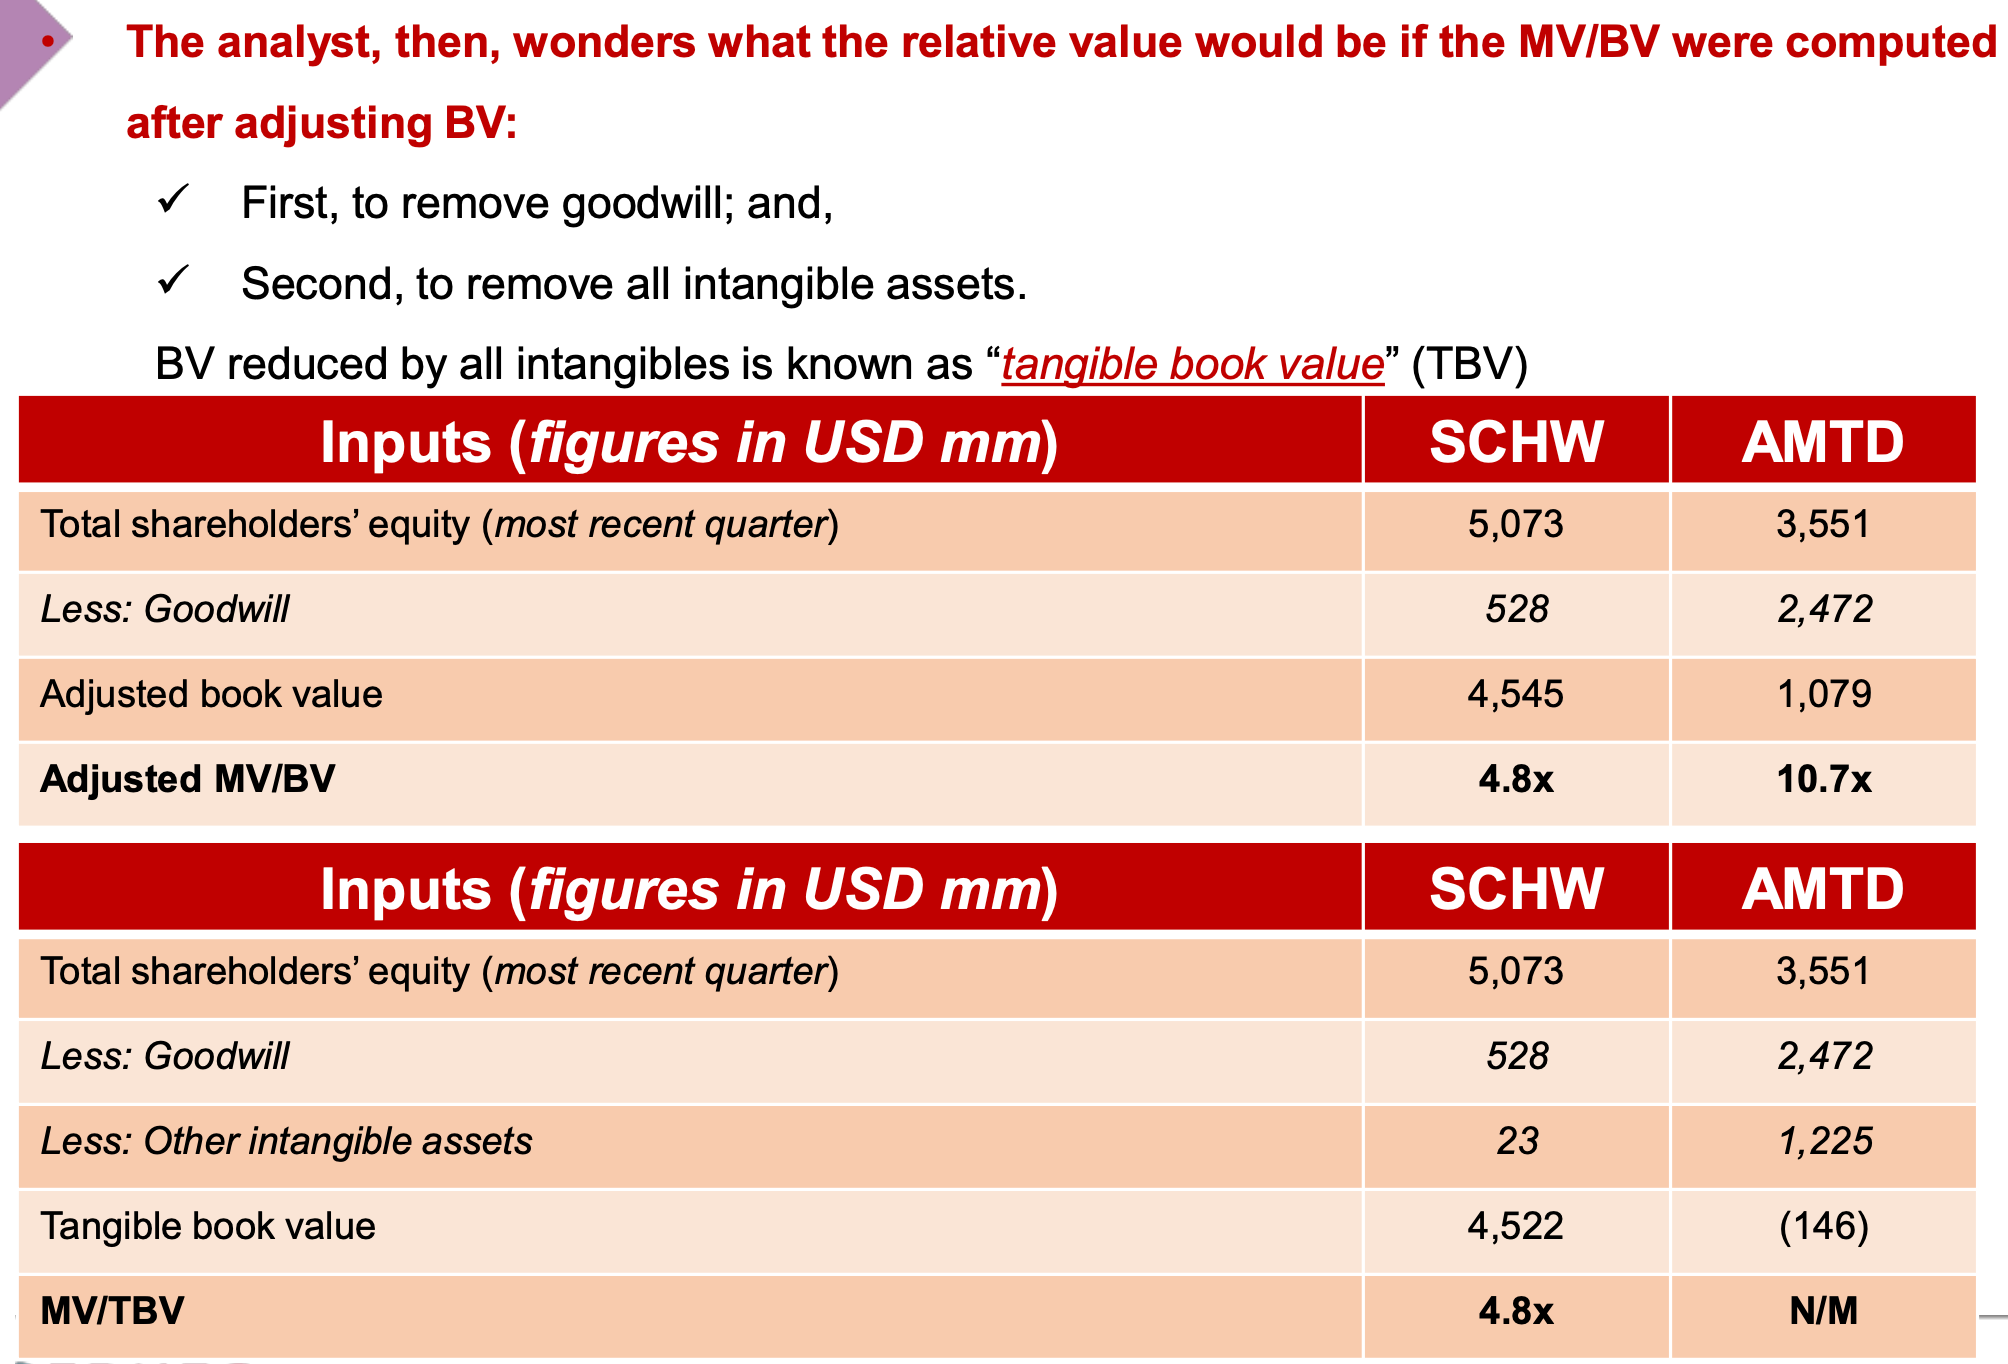 • The analyst, then, wonders what the relative value would be if the MV/BV were computed
after adjusting BV:
✓ First, to remove goodwill; and,
✓ Second, to remove all intangible assets.
BV reduced by all intangibles is known as “tangible book value” (TBV)
Inputs (figures in USD mm) SCHW AMTD
Total shareholders’ equity (most recent quarter) 5,073 3,551
Less: Goodwill 528 2,472
Adjusted book value 4,545 1,079
Adjusted MV/BV 4.8x 10.7x
Inputs (figures in USD mm) SCHW AMTD
Total shareholders’ equity (most recent quarter) 5,073 3,551
Less: Goodwill 528 2,472
Less: Other intangible assets 23 1,225
Tangible book value 4,522 (146)
MV/TBV 4.8x N/M